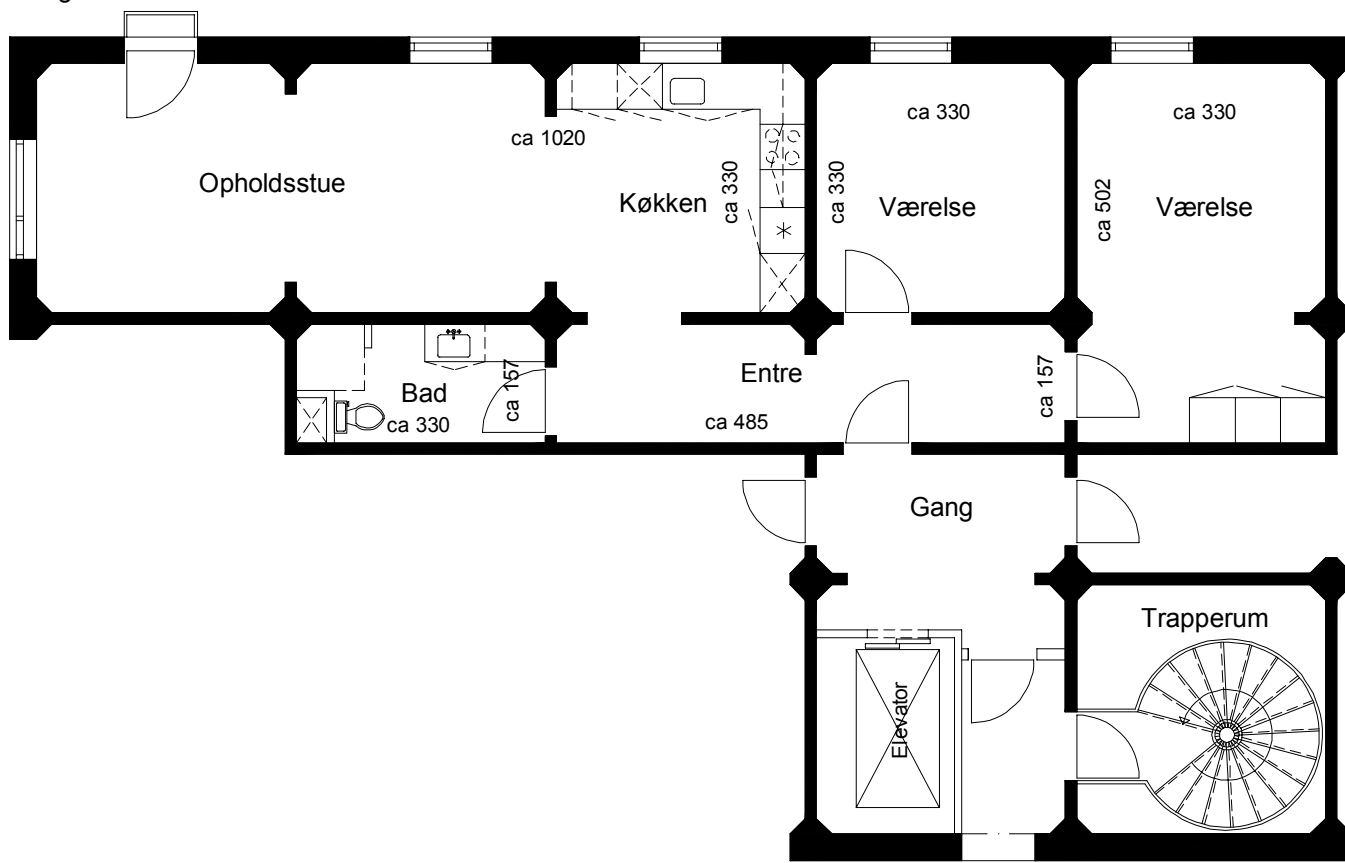 ca 1020
ca 330
ca 330
Opholdsstue
Køkken
ca 330
ca 330
Værelse
ca 502
Værelse
Bad
ca 330
ca 157
Entre
ca 485
ca 157
Gang
Elevator
Trapperum